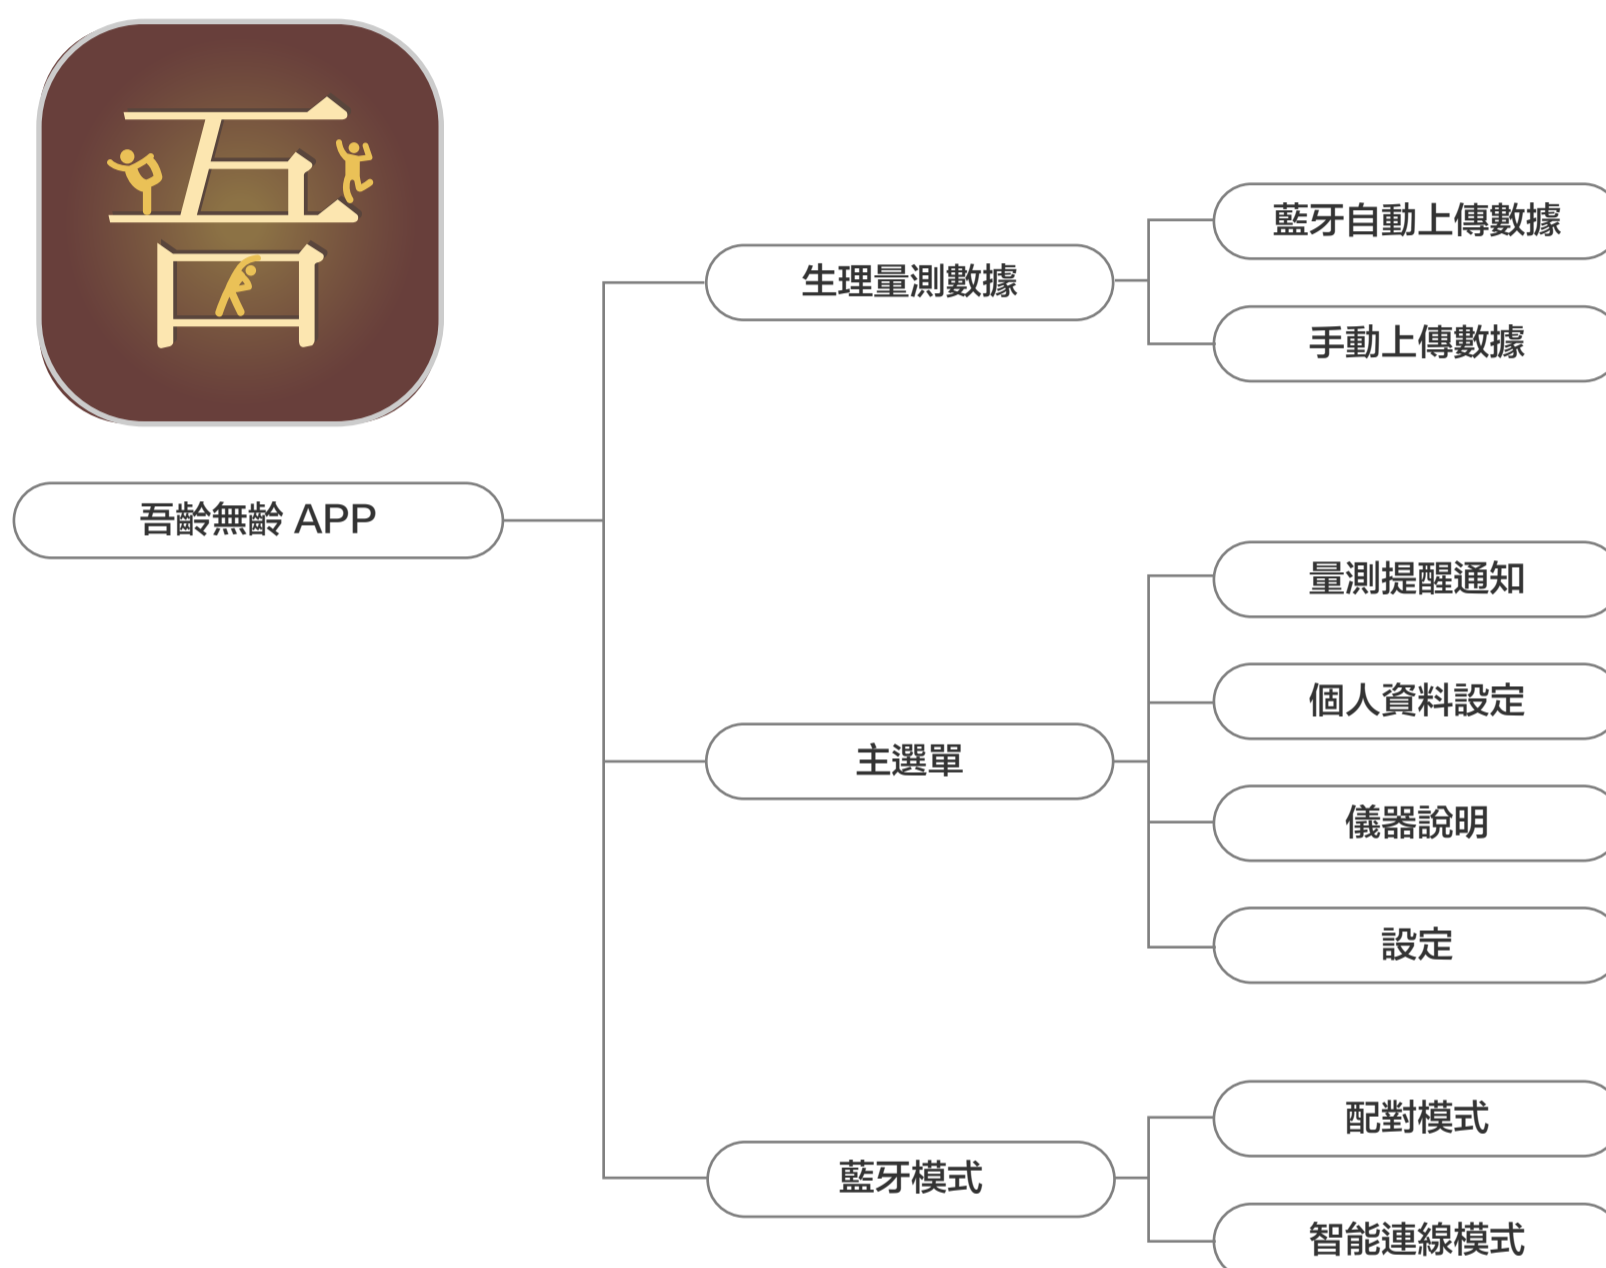 吾
吾齡無齡 APP
生理量測數據
藍牙自動上傳數據
手動上傳數據
主選單
量測提醒通知
個人資料設定
儀器說明
設定
藍牙模式
配對模式
智能連線模式